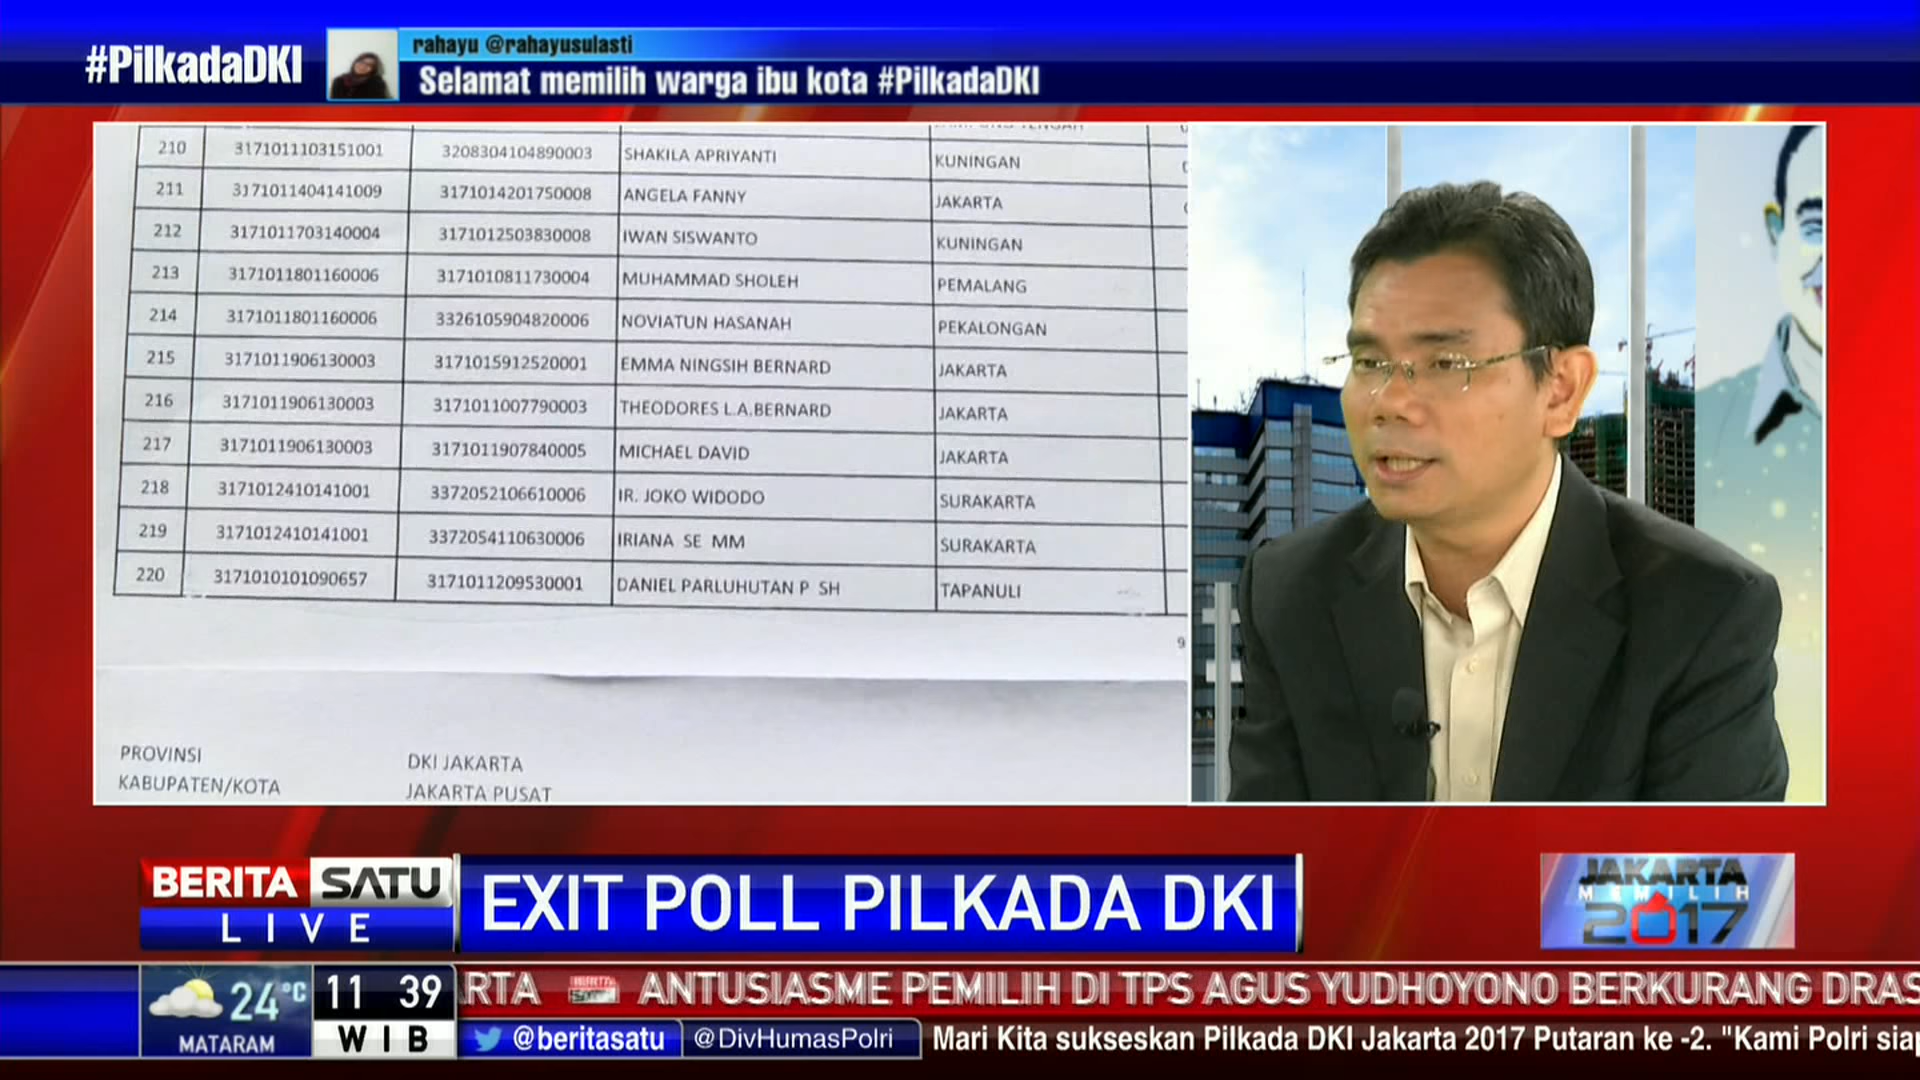 #PilkadaDKI
rahayu @rahayusulasti
Selamat memilih warga ibu kota #PilkadaDKI
210 3171011103151001 3208304104890003 SHAKILA APRIYANTI KUNINGAN
211 3171011404141009 3171014201750008 ANGELA FANNY JAKARTA
212 3171011703140004 3171012503830008 IWAN SISWANTO KUNINGAN
213 3171011801160006 3171010811730004 MUHAMMAD SHOLEH PEMALANG
214 3171011801160006 3326105904820006 NOVIATUN HASANAH PEKALONGAN
215 3171011906130003 3171015912520001 EMMA NINGSIH BERNARD JAKARTA
216 3171011906130003 3171011007790003 THEODORES L.A.BERNARD JAKARTA
217 3171011906130003 3171011907840005 MICHAEL DAVID JAKARTA
218 3171012410141001 3372052106610006 IR. JOKO WIDODO SURAKARTA
219 3171012410141001 3372054110630006 IRIANA SE MM SURAKARTA
220 3171010101090657 3171011209530001 DANIEL PARLUHUTAN P SH TAPANULI
9
PROVINSI DKI JAKARTA
KABUPATEN/KOTA JAKARTA PUSAT
BERITA SATU
LIVE
EXIT POLL PILKADA DKI
JAKARTA
MEMILIH
2017
24°C
MATARAM
11 39
WIB
ARTA ANTUSIASME PEMILIH DI TPS AGUS YUDHOYONO BERKURANG DRAS
@beritasatu @DivHumasPolri Mari Kita sukseskan Pilkada DKI Jakarta 2017 Putaran ke -2. "Kami Polri siap